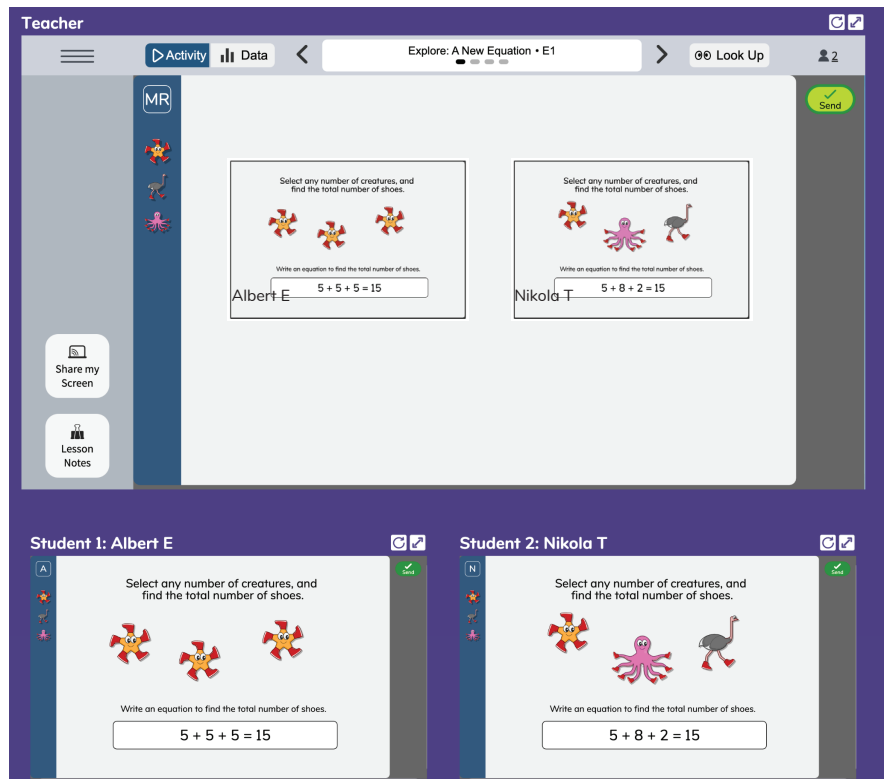 Teacher
Activity
Data
Explore: A New Equation • E1
Look Up
2
MR
Send
Select any number of creatures, and
find the total number of shoes.
Write an equation to find the total number of shoes.
5 + 5 + 5 = 15
Albert E
Select any number of creatures, and
find the total number of shoes.
Write an equation to find the total number of shoes.
5 + 8 + 2 = 15
Nikola T
Share my
Screen
Lesson
Notes
Student 1: Albert E
A
Send
Select any number of creatures, and
find the total number of shoes.
Write an equation to find the total number of shoes.
5 + 5 + 5 = 15
Student 2: Nikola T
N
Send
Select any number of creatures, and
find the total number of shoes.
Write an equation to find the total number of shoes.
5 + 8 + 2 = 15